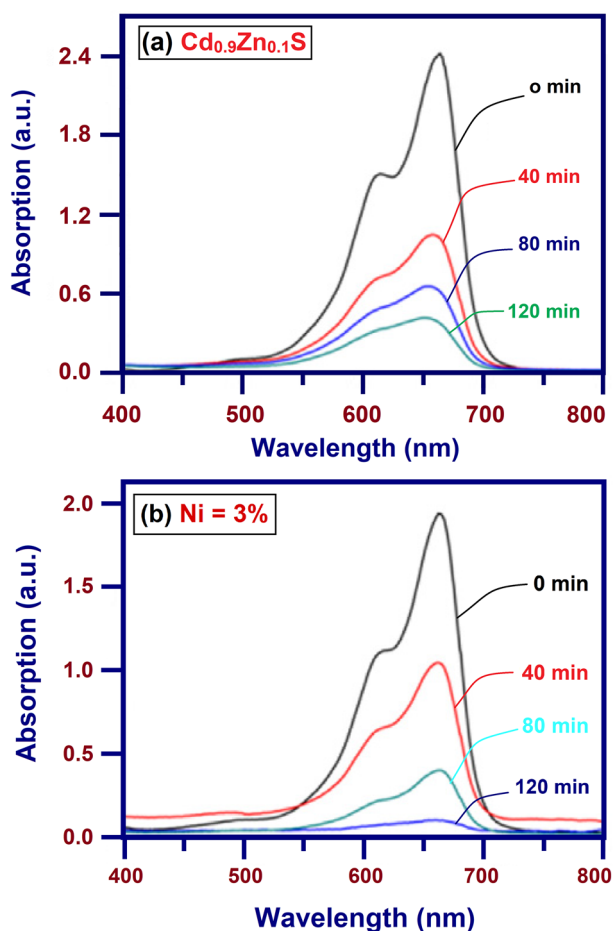 (a) Cd0.9Zn0.1S
2.4
1.8
1.2
0.6
0.0
Absorption (a.u.)
o min
40 min
80 min
120 min
400 500 600 700 800
Wavelength (nm)
(b) Ni = 3%
2.0
1.5
1.0
0.5
0.0
Absorption (a.u.)
0 min
40 min
80 min
120 min
400 500 600 700 800
Wavelength (nm)